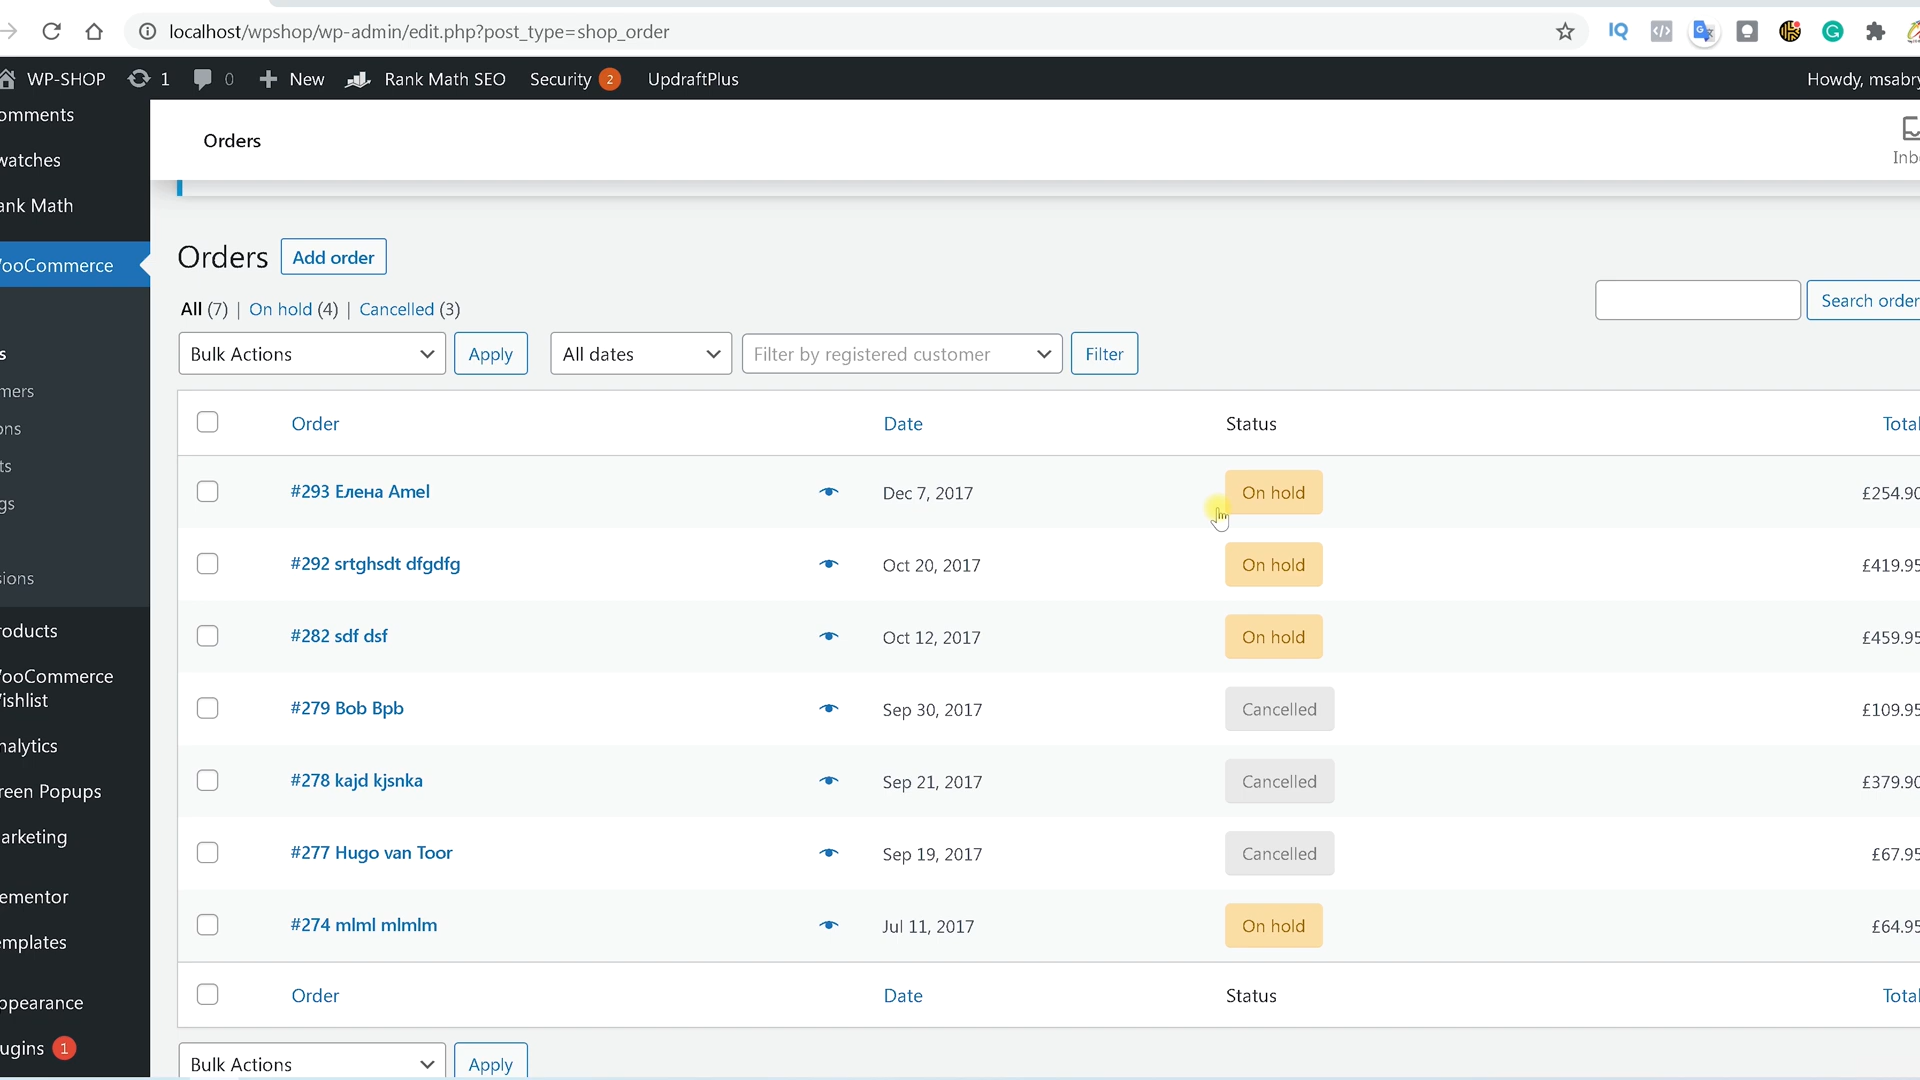 localhost/wpshop/wp-admin/edit.php?post_type=shop_order
WP-SHOP 1 0 New Rank Math SEO Security 2 UpdraftPlus Howdy, msabry
omments
watches
ank Math
ooCommerce
s
mers
ons
ts
gs
sions
roducts
ooCommerce
ishlist
nalytics
reen Popups
arketing
ementor
emplates
ppearance
ugins 1
Orders
Inbo
Orders Add order
All (7) | On hold (4) | Cancelled (3)
Search order
Bulk Actions Apply All dates Filter by registered customer Filter
Order Date Status Total
#293 Елена Amel Dec 7, 2017 On hold £254.90
#292 srtghsdt dfgdfg Oct 20, 2017 On hold £419.95
#282 sdf dsf Oct 12, 2017 On hold £459.95
#279 Bob Bpb Sep 30, 2017 Cancelled £109.95
#278 kajd kjsnka Sep 21, 2017 Cancelled £379.90
#277 Hugo van Toor Sep 19, 2017 Cancelled £67.95
#274 mlml mlmlm Jul 11, 2017 On hold £64.95
Order Date Status Total
Bulk Actions Apply